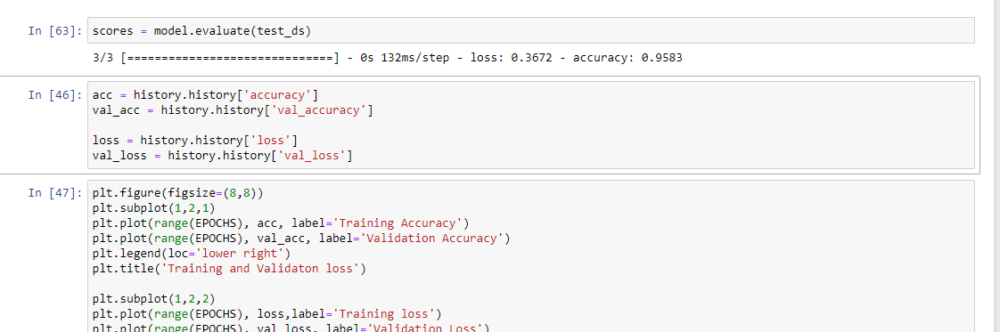 In [63]: scores = model.evaluate(test_ds)
3/3 [==============================] - 0s 132ms/step - loss: 0.3672 - accuracy: 0.9583
In [46]: acc = history.history['accuracy']
val_acc = history.history['val_accuracy']
loss = history.history['loss']
val_loss = history.history['val_loss']
In [47]: plt.figure(figsize=(8,8))
plt.subplot(1,2,1)
plt.plot(range(EPOCHS), acc, label='Training Accuracy')
plt.plot(range(EPOCHS), val_acc, label='Validation Accuracy')
plt.legend(loc='lower right')
plt.title('Training and Validaton loss')
plt.subplot(1,2,2)
plt.plot(range(EPOCHS), loss,label='Training loss')
plt.plot(range(EPOCHS), val_loss, label='Validation Loss')